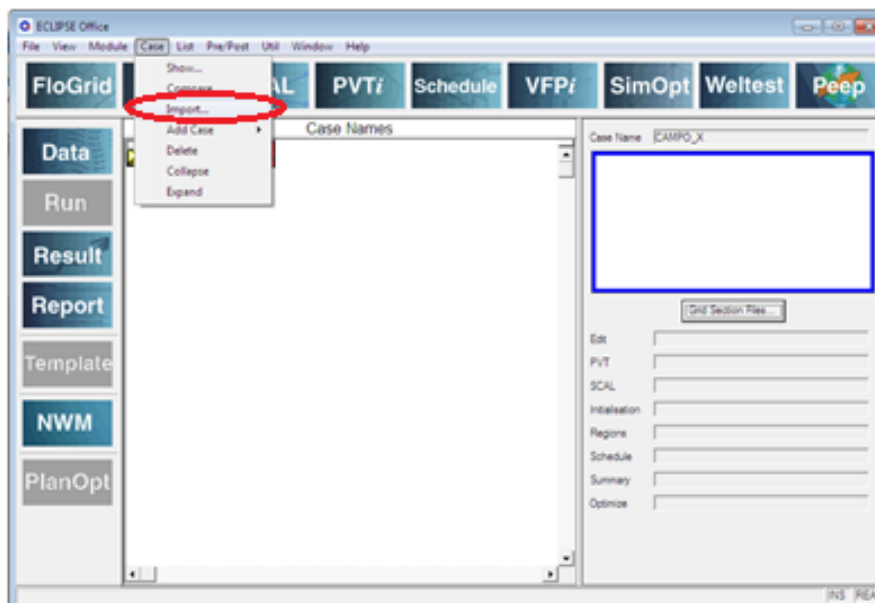 ECLIPSE Office
File View Module Case List Pre/Post Util Window Help
FloGrid AL PVTi Schedule VFPi SimOpt Weltest Peep
Show...
Compare
Import...
Add Case
Delete
Collapse
Expand
Case Names
Data
Run
Result
Report
Template
NWM
PlanOpt
Case Name CAMPO_X
Grid Section Files...
Edit
PVT
SCAL
Initialisation
Regions
Schedule
Summary
Optimize
INS REA